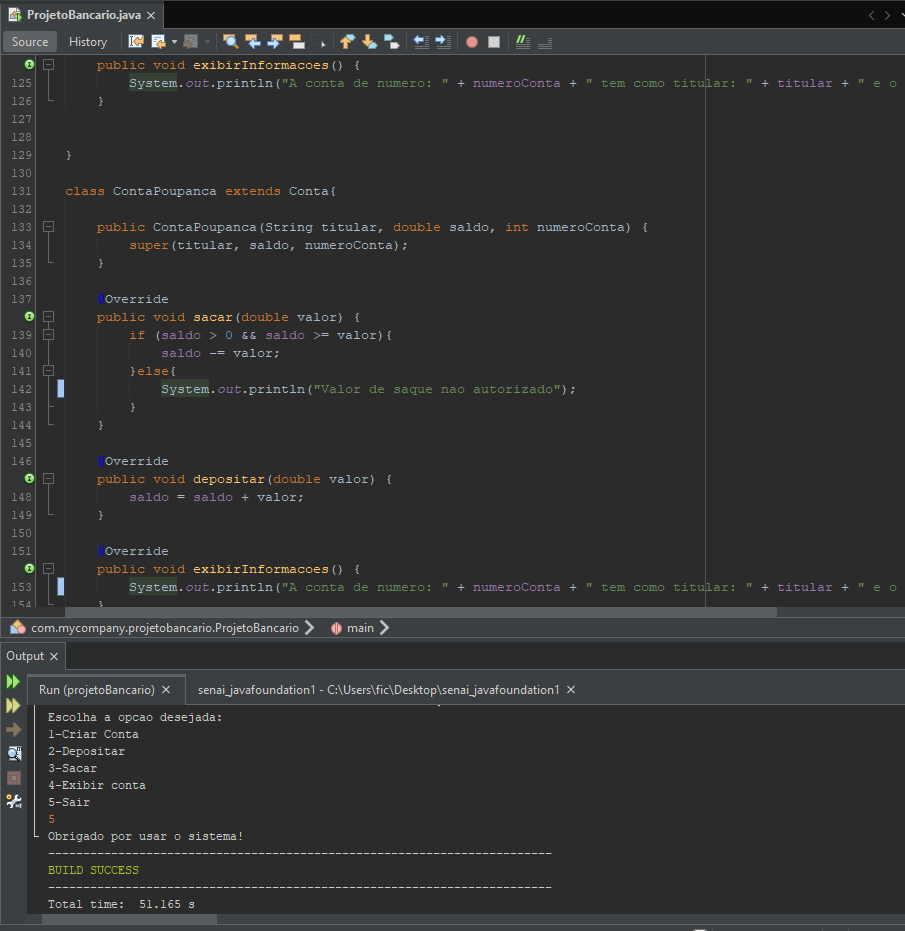 ProjetoBancario.java
Source History
public void exibirInformacoes() {
125 System.out.println("A conta de numero: " + numeroConta + " tem como titular: " + titular + " e o
126 }
127
128
129 }
130
131 class ContaPoupanca extends Conta{
132
133 public ContaPoupanca(String titular, double saldo, int numeroConta) {
134 super(titular, saldo, numeroConta);
135 }
136
137 @Override
public void sacar(double valor) {
139 if (saldo > 0 && saldo >= valor){
140 saldo -= valor;
141 }else{
142 System.out.println("Valor de saque nao autorizado");
143 }
144 }
145
146 @Override
public void depositar(double valor) {
148 saldo = saldo + valor;
149 }
150
151 @Override
public void exibirInformacoes() {
153 System.out.println("A conta de numero: " + numeroConta + " tem como titular: " + titular + " e o
154 }
com.mycompany.projetobancario.ProjetoBancario main
Output
Run (projetoBancario) senai_javafoundation1 - C:\Users\fic\Desktop\senai_javafoundation1
Escolha a opcao desejada:
1-Criar Conta
2-Depositar
3-Sacar
4-Exibir conta
5-Sair
5
Obrigado por usar o sistema!
------------------------------------------------------------------------
BUILD SUCCESS
------------------------------------------------------------------------
Total time:  51.165 s